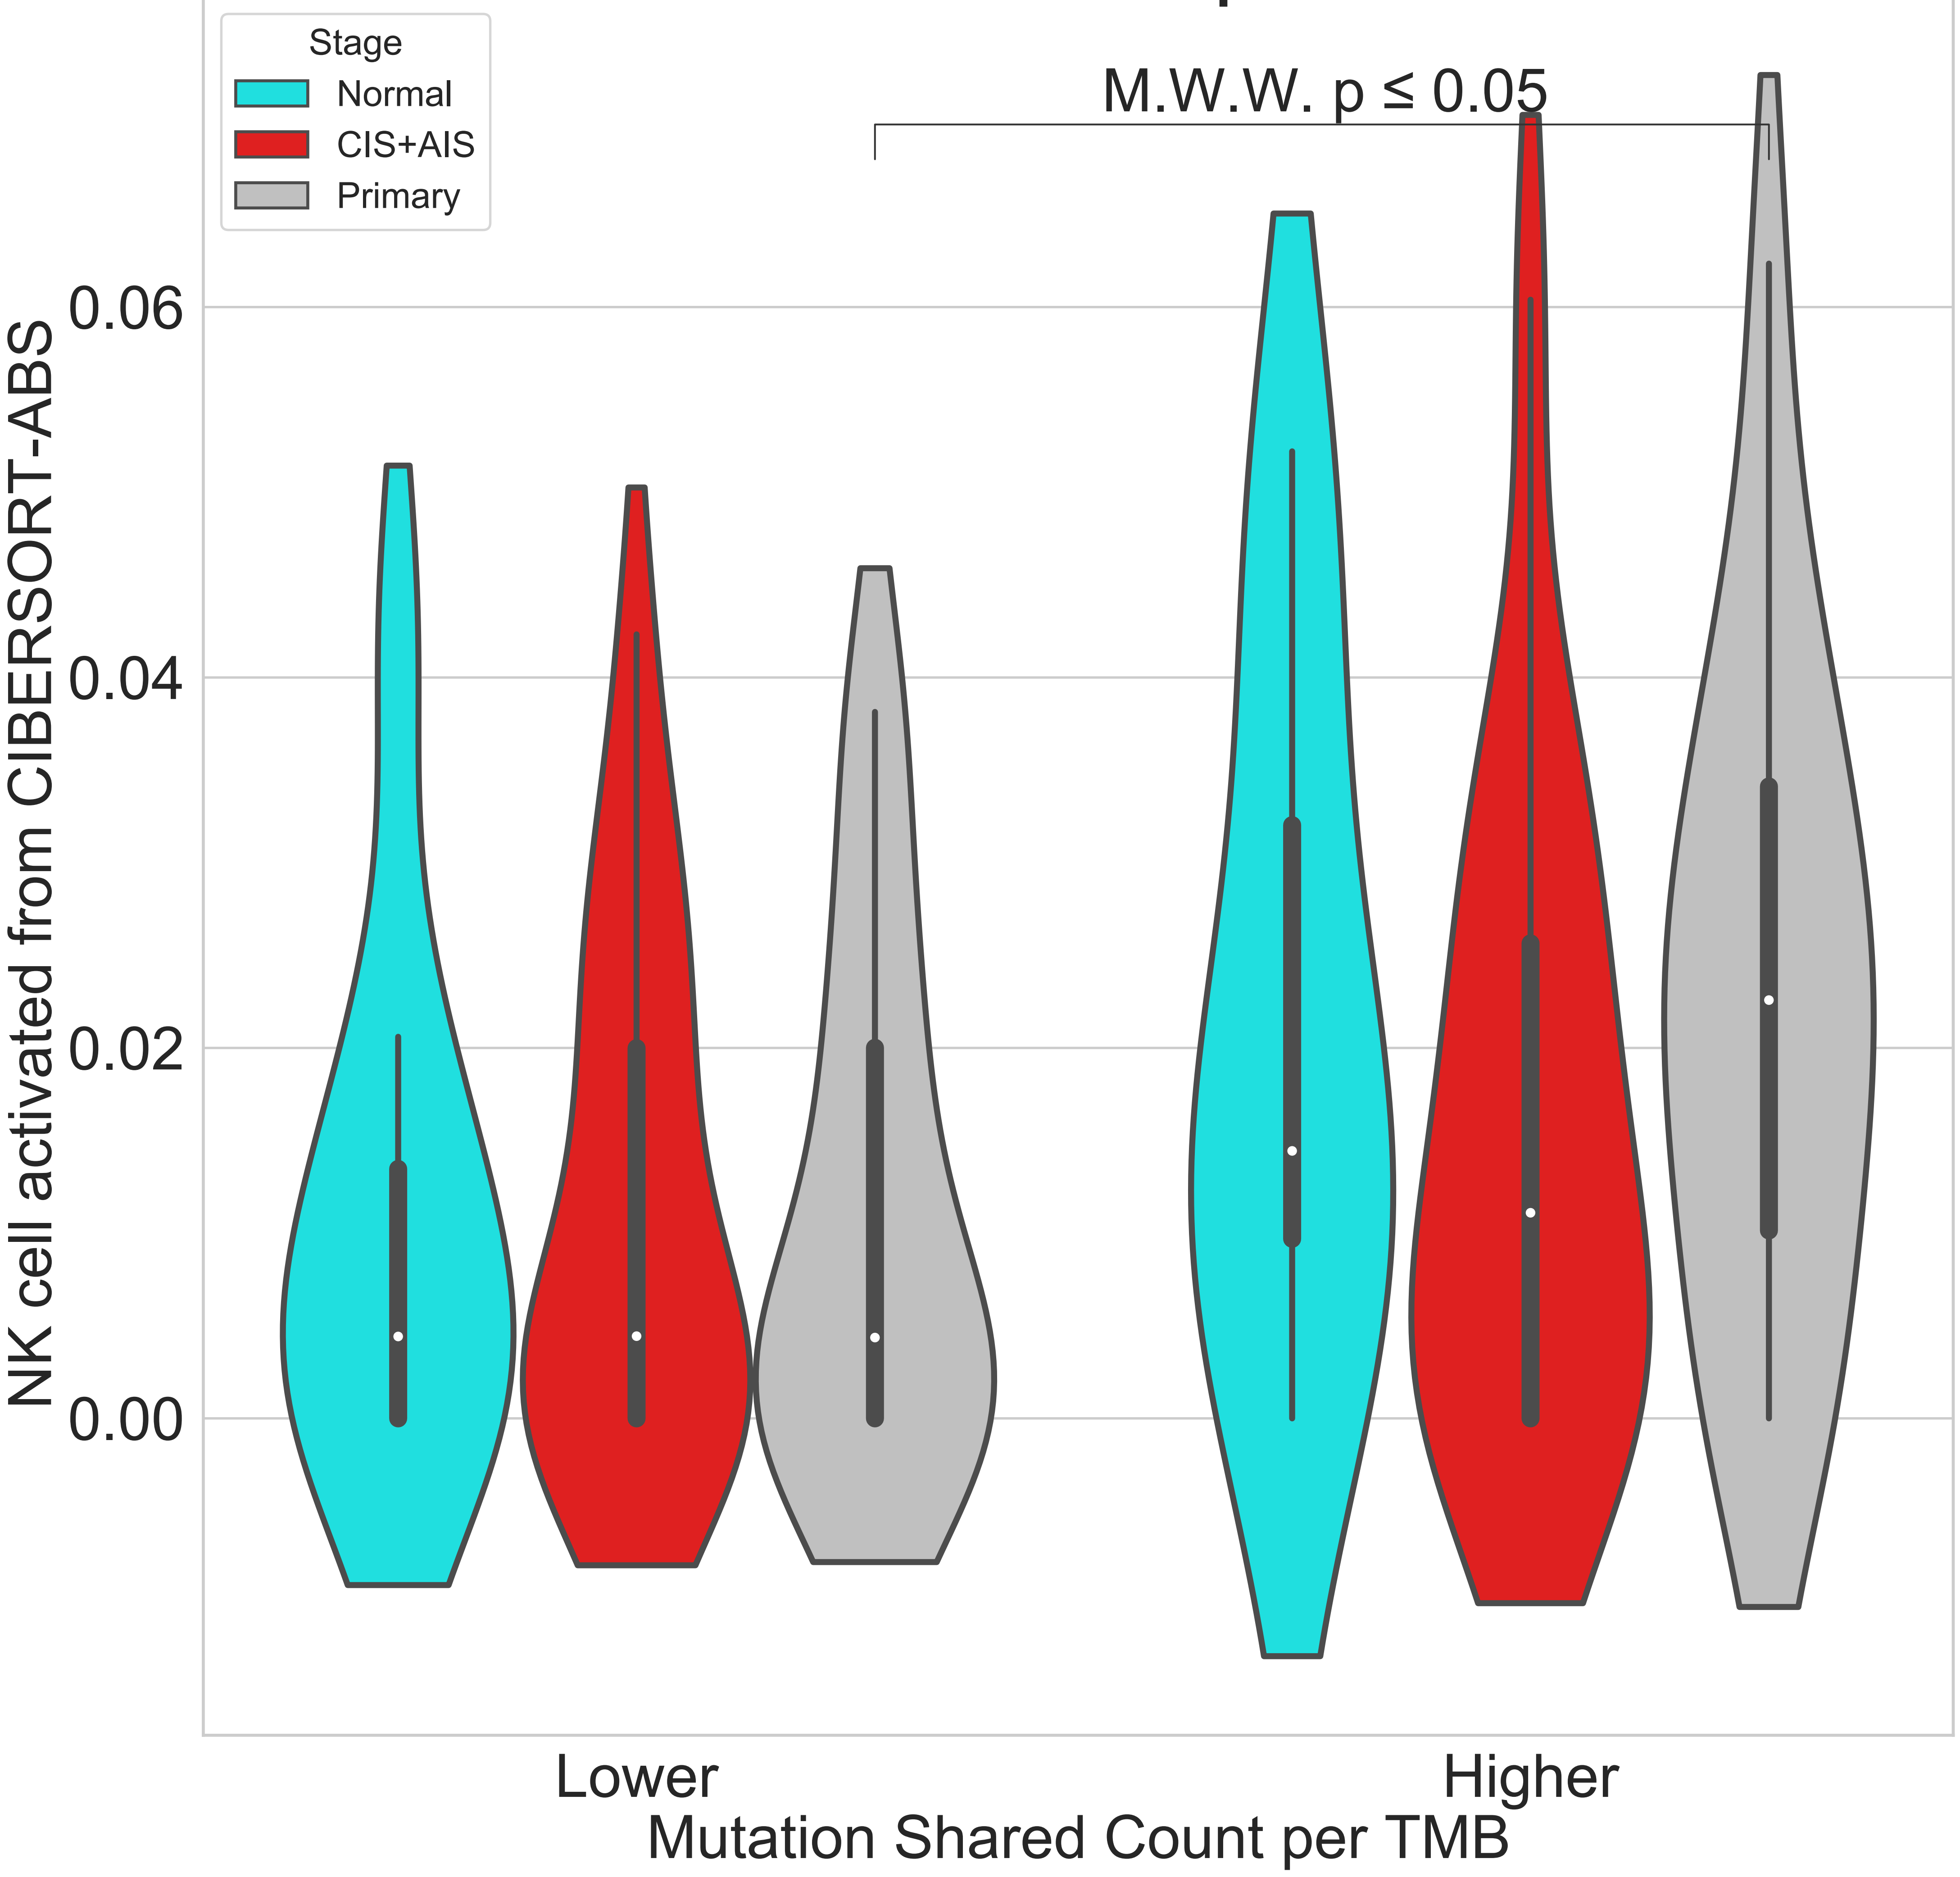 Stage
Normal
CIS+AIS
Primary
M.W.W. p ≤ 0.05
NK cell activated from CIBERSORT-ABS
0.06
0.04
0.02
0.00
Lower
Higher
Mutation Shared Count per TMB